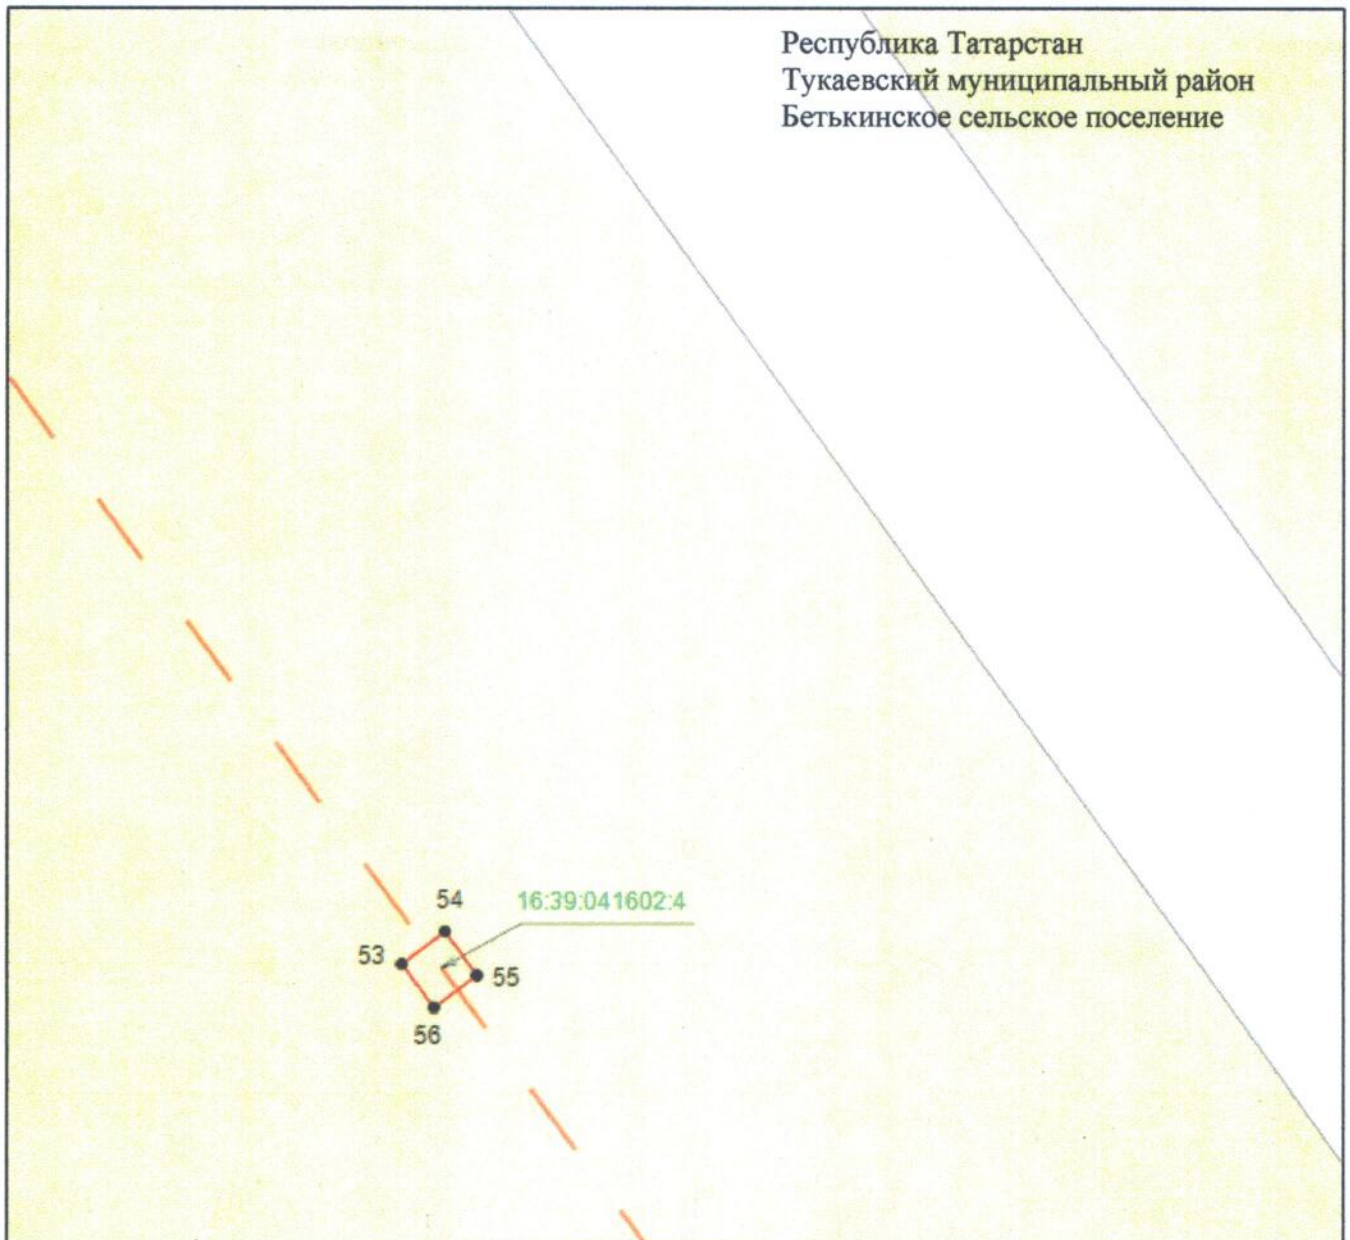 Республика Татарстан
Тукаевский муниципальный район
Бетькинское сельское поселение
54
16:39:041602:4
53
55
56